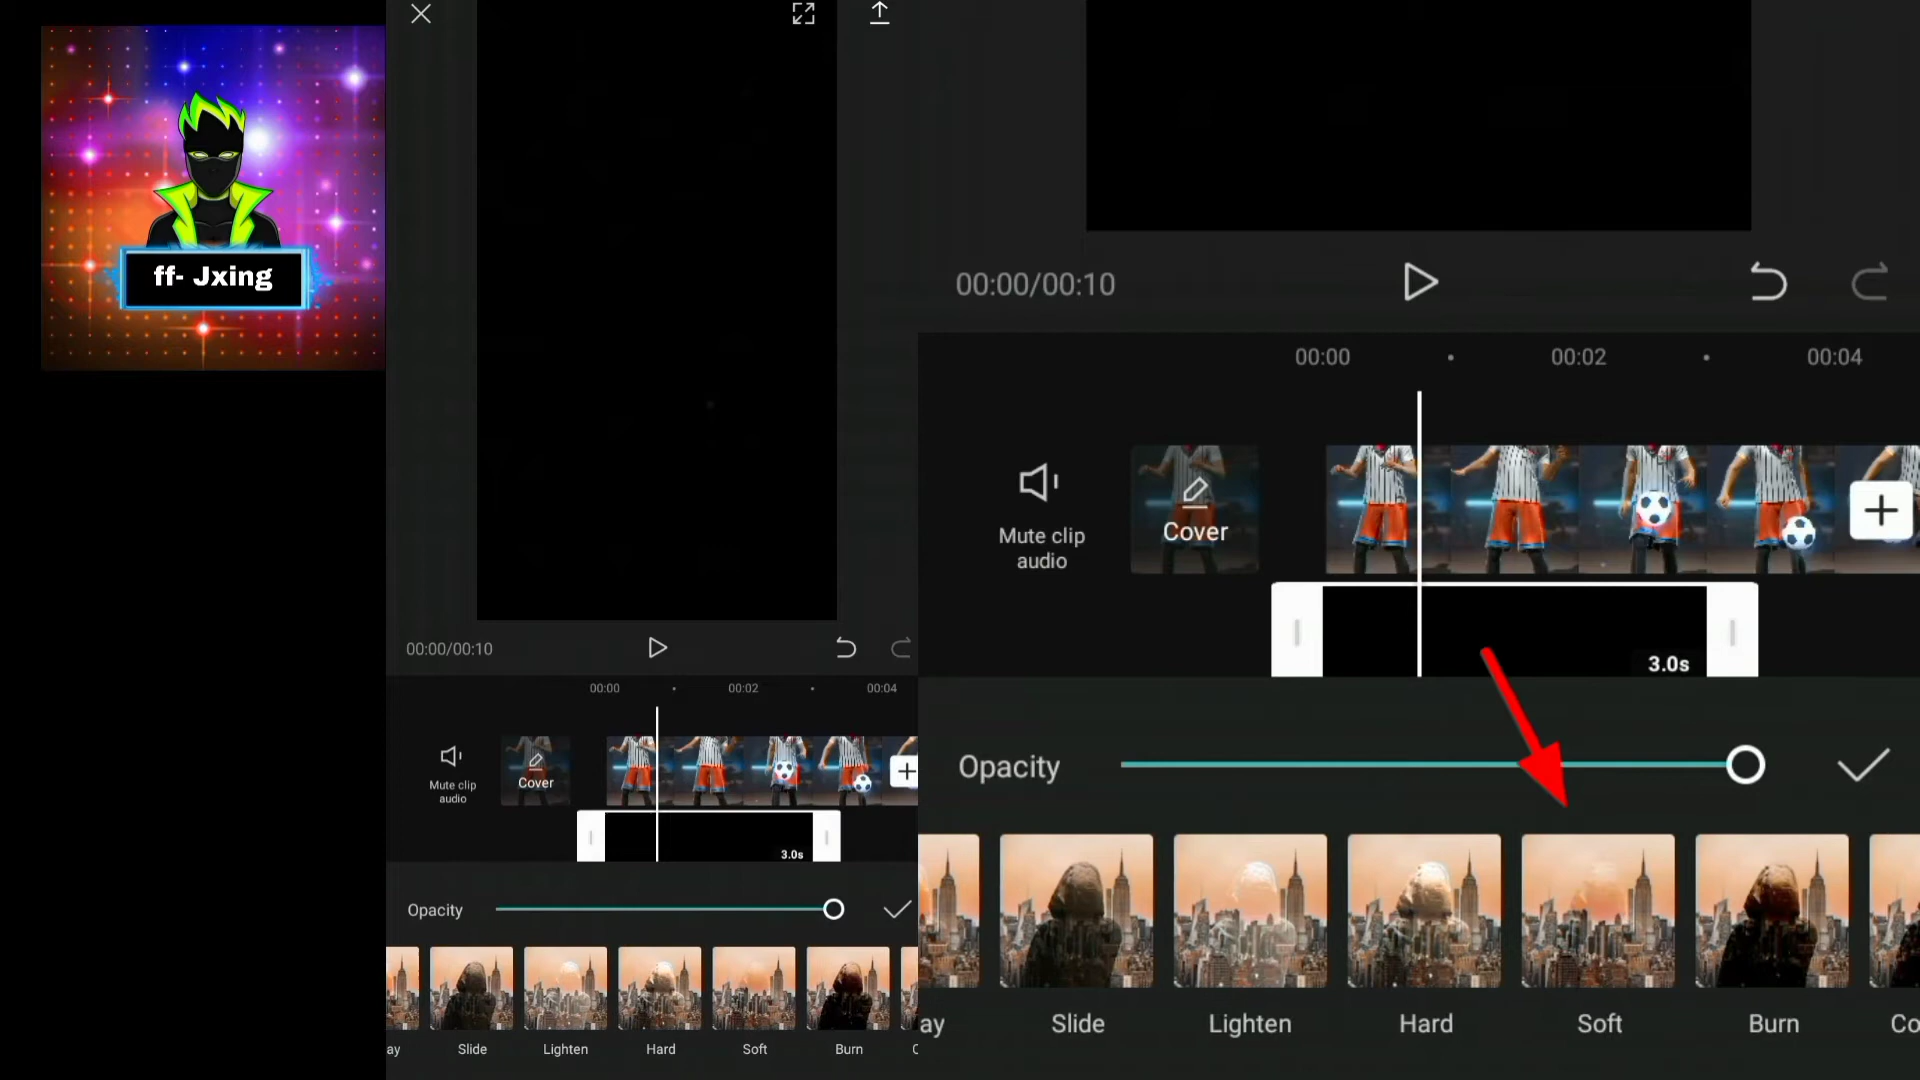 ff- Jxing
00:00/00:10
00:00
00:02
00:04
Mute clip
audio
Cover
3.0s
Opacity
ay
Slide
Lighten
Hard
Soft
Burn
C
00:00/00:10
00:00
00:02
00:04
Mute clip
audio
Cover
3.0s
Opacity
ay
Slide
Lighten
Hard
Soft
Burn
Co